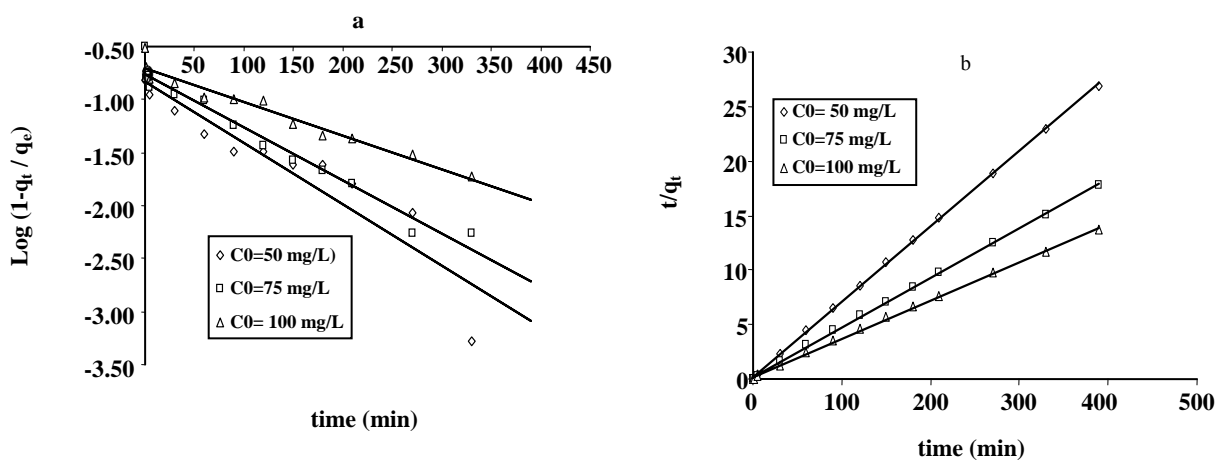 a
-0.50
50 100 150 200 250 300 350 400 450
-1.00
-1.50
-2.00
-2.50
-3.00
-3.50
Log (1-qt / qe)
C0=50 mg/L)
C0=75 mg/L
C0= 100 mg/L
time (min)
b
30
25
20
15
10
5
0
t/qt
C0= 50 mg/L
C0=75 mg/L
C0=100 mg/L
0 100 200 300 400 500
time (min)